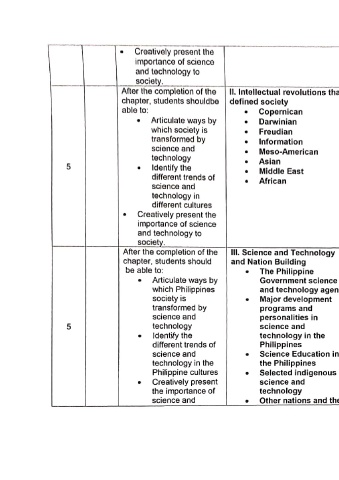 • Creatively present the
importance of science
and technology to
society.
5
After the completion of the
chapter, students shouldbe
able to:
• Articulate ways by
which society is
transformed by
science and
technology
• Identify the
different trends of
science and
technology in
different cultures
• Creatively present the
importance of science
and technology to
society.
II. Intellectual revolutions tha
defined society
• Copernican
• Darwinian
• Freudian
• Information
• Meso-American
• Asian
• Middle East
• African
5
After the completion of the
chapter, students should
be able to:
• Articulate ways by
which Philippines
society is
transformed by
science and
technology
• Identify the
different trends of
science and
technology in the
Philippine cultures
• Creatively present
the importance of
science and
III. Science and Technology
and Nation Building
• The Philippine
Government science
and technology agen
• Major development
programs and
personalities in
science and
technology in the
Philippines
• Science Education in
the Philippines
• Selected indigenous
science and
technology
• Other nations and the